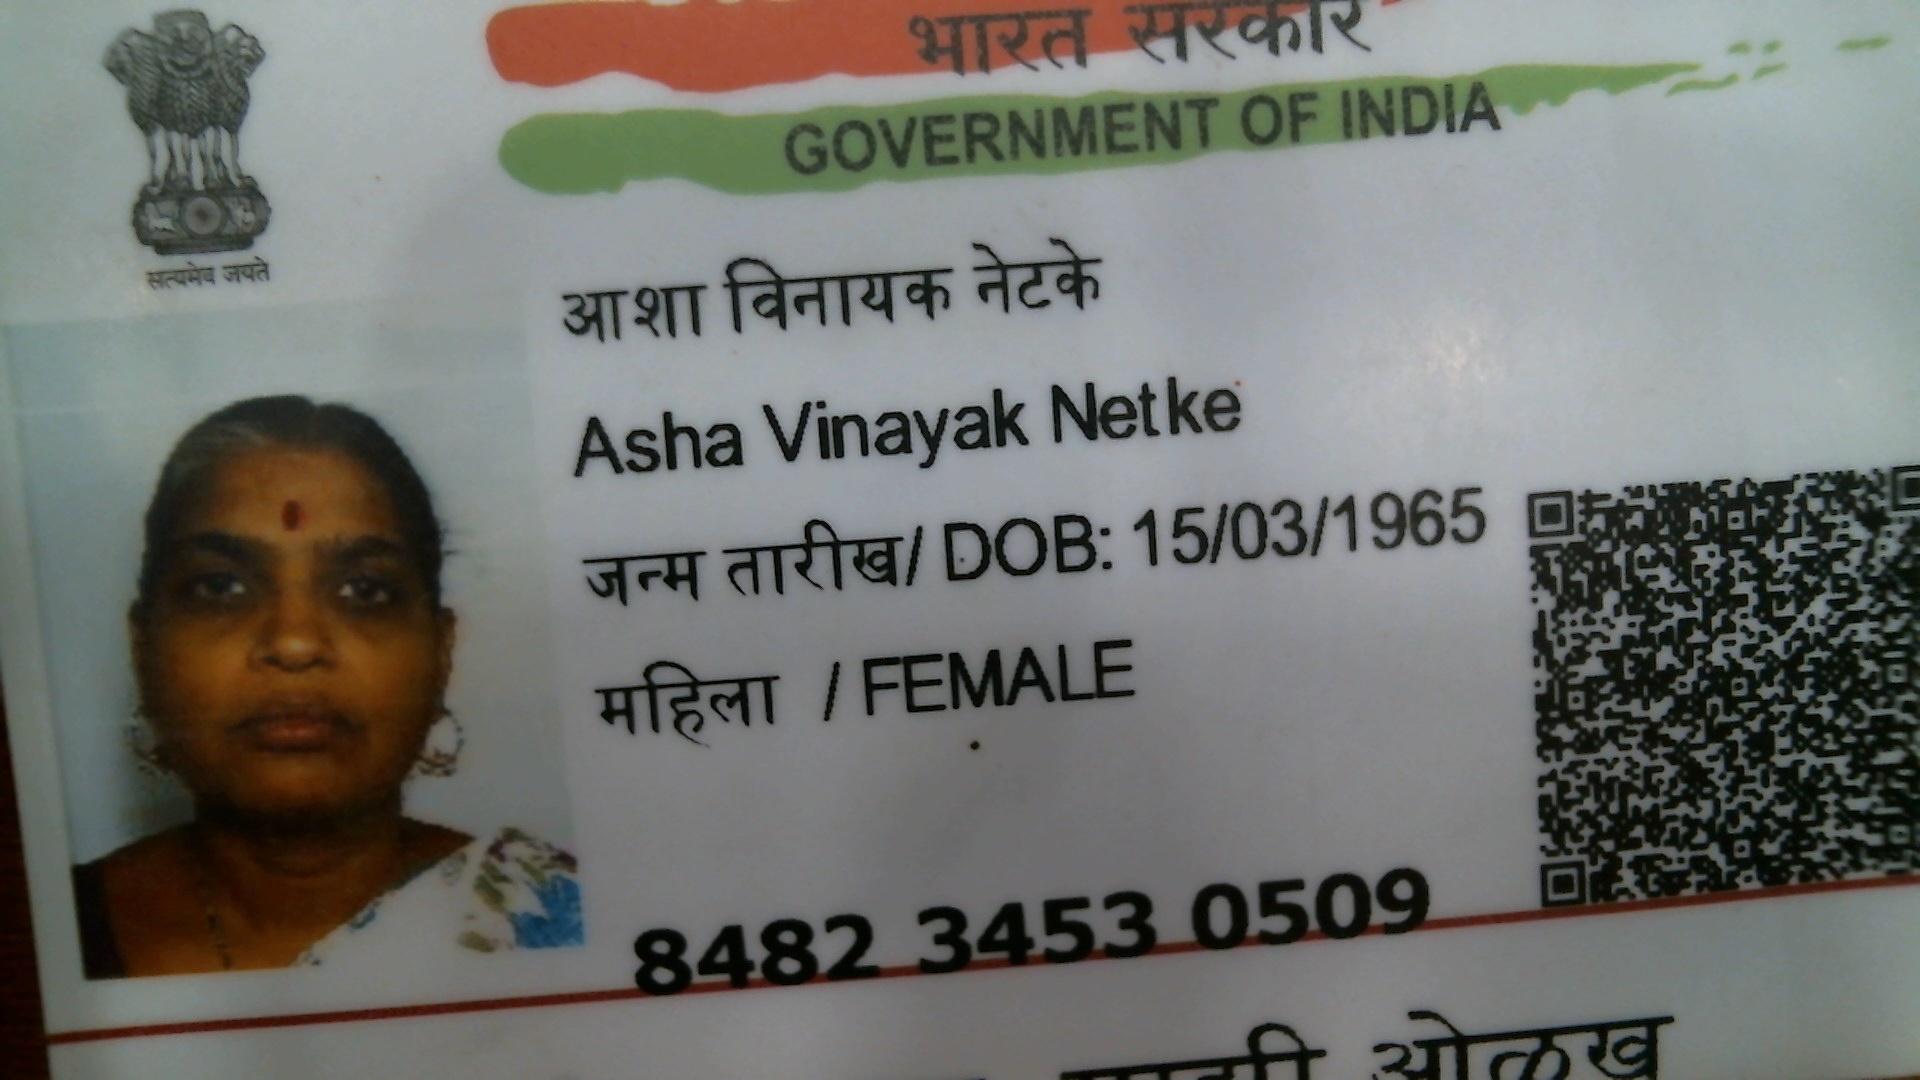 भारत सरकार
GOVERNMENT OF INDIA
सत्यमेव जयते
आशा विनायक नेटके
Asha Vinayak Netke
जन्म तारीख/ DOB: 15/03/1965
महिला / FEMALE
8482 3453 0509
ओळख